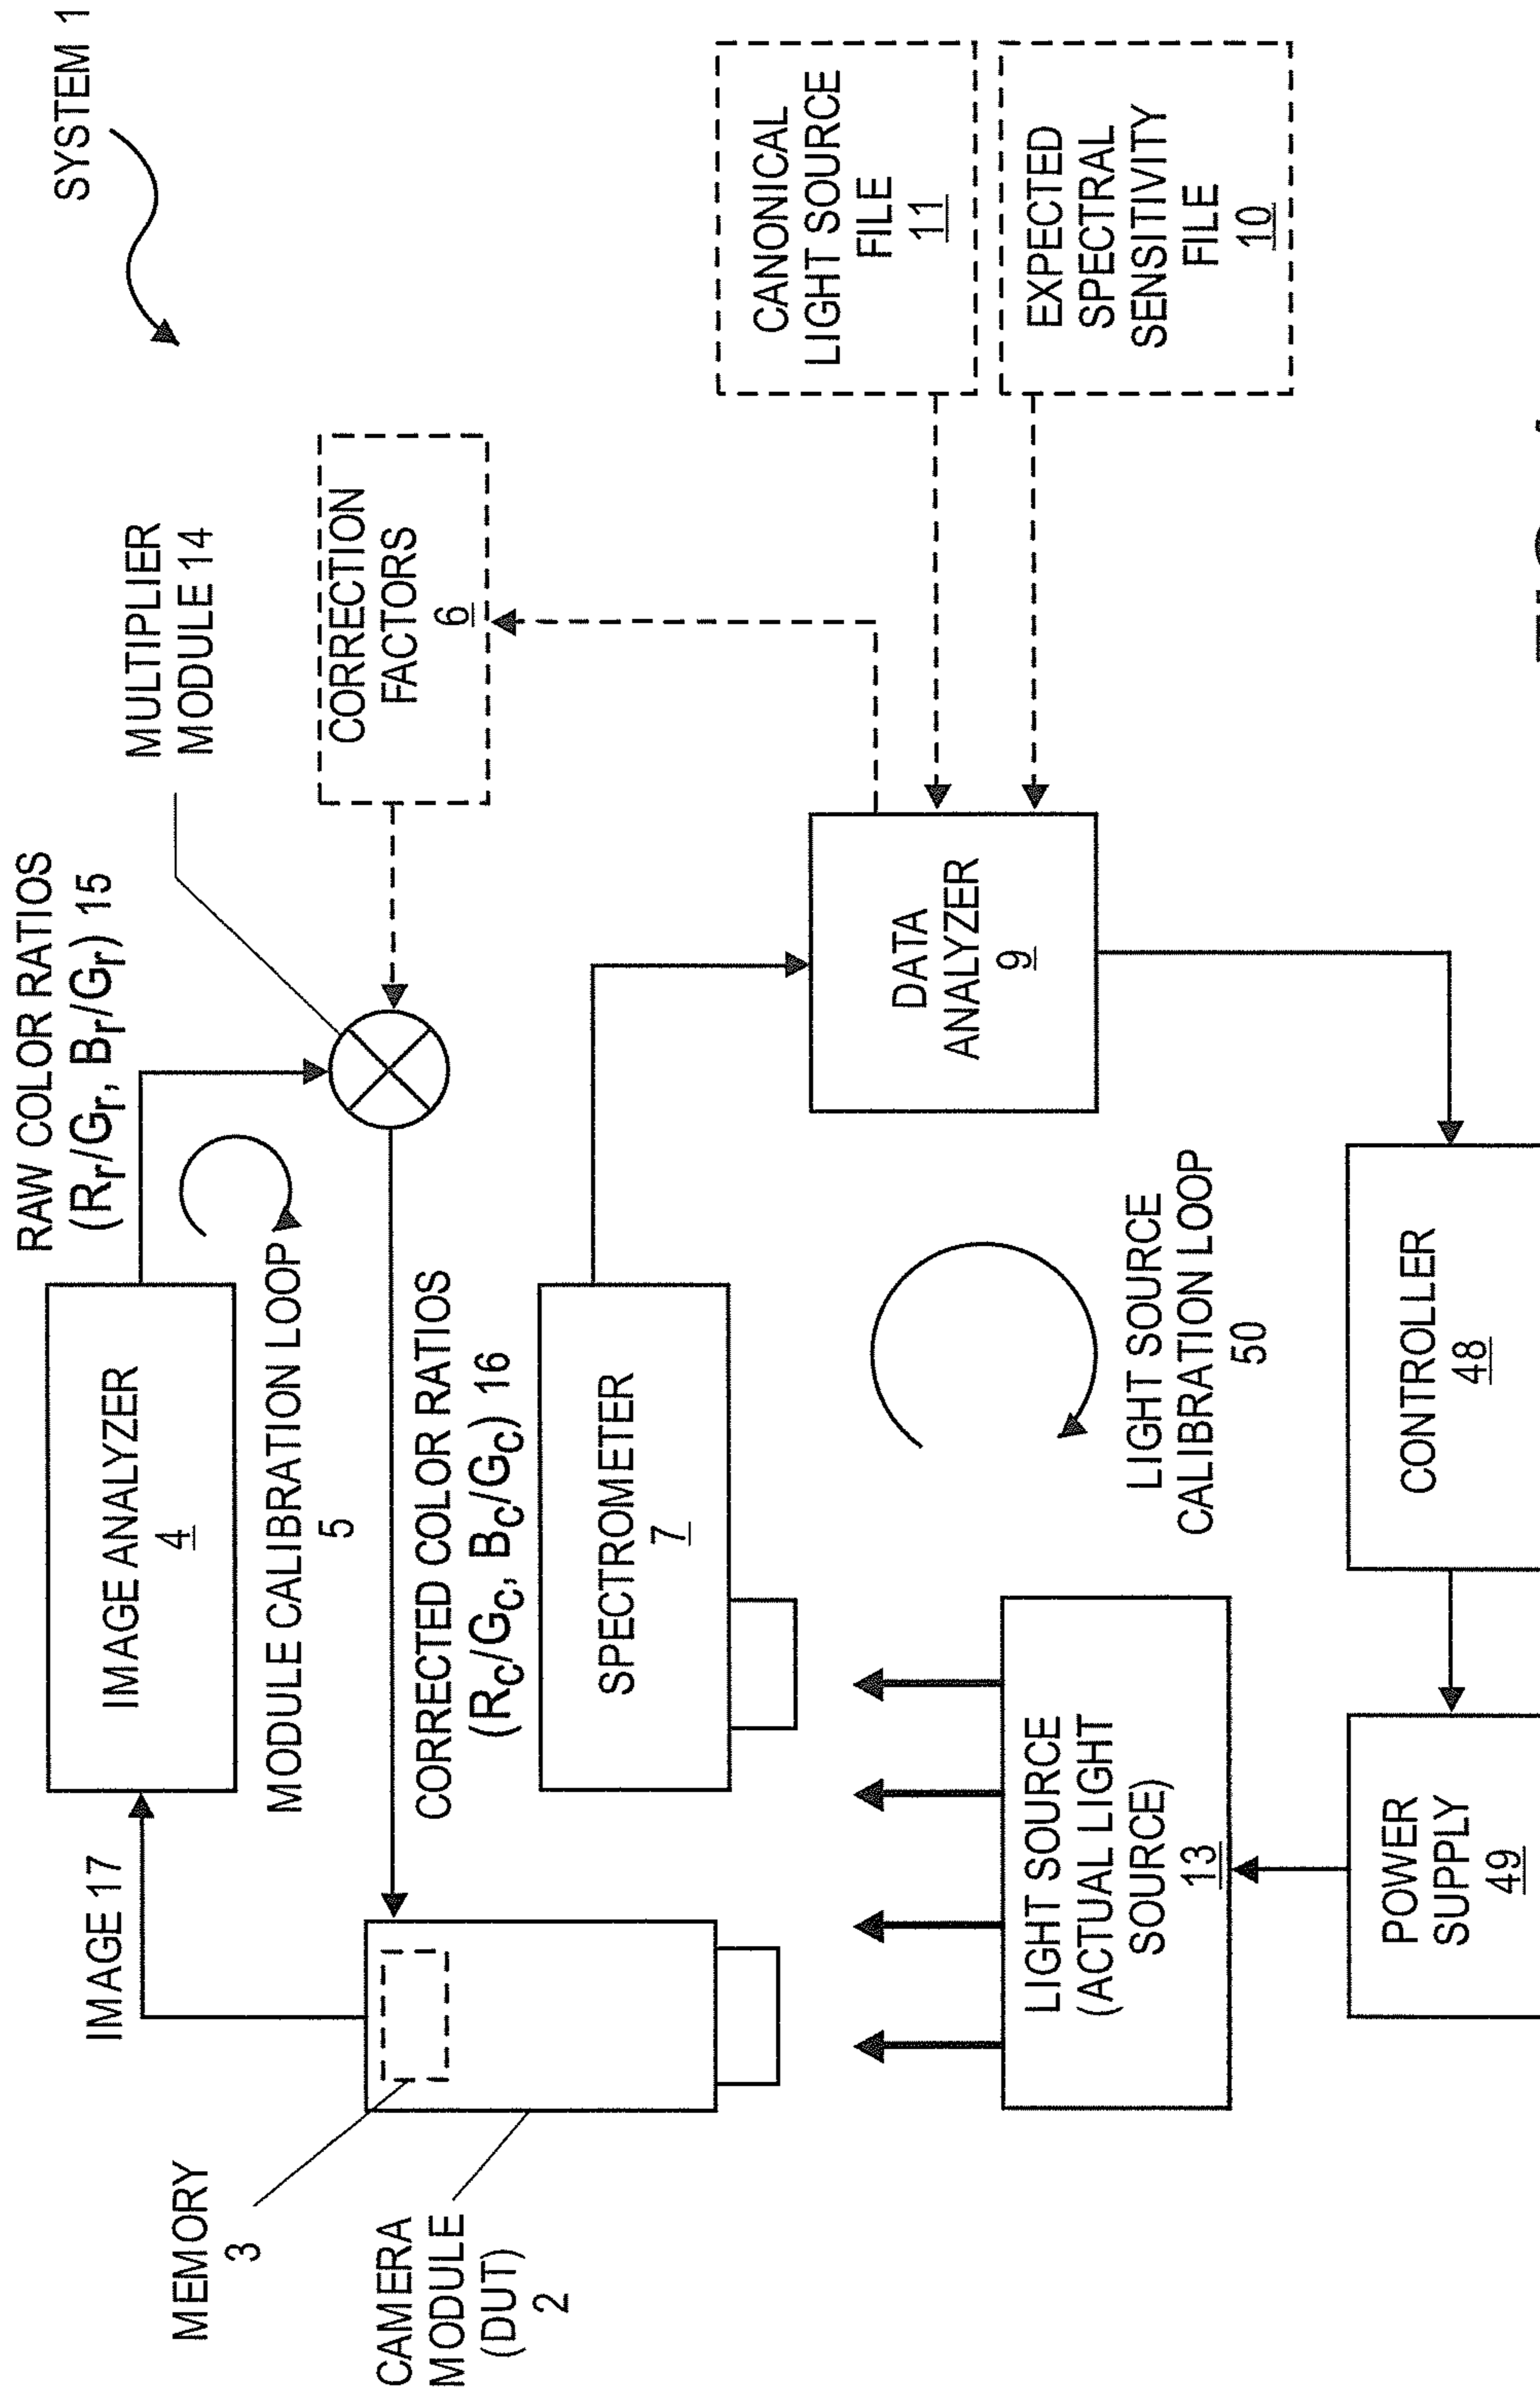 SYSTEM 1
RAW COLOR RATIOS
(Rr/Gr, Br/Gr) 15
MULTIPLIER
MODULE 14
IMAGE 17
IMAGE ANALYZER
4
MODULE CALIBRATION LOOP
5
CORRECTION
FACTORS
6
MEMORY
3
CAMERA
MODULE
(DUT)
2
CORRECTED COLOR RATIOS
(Rc/Gc, Bc/Gc) 16
SPECTROMETER
7
CANONICAL
LIGHT SOURCE
FILE
11
DATA
ANALYZER
9
EXPECTED
SPECTRAL
SENSITIVITY
FILE
10
LIGHT SOURCE
(ACTUAL LIGHT
SOURCE)
13
LIGHT SOURCE
CALIBRATION LOOP
50
POWER
SUPPLY
49
CONTROLLER
48